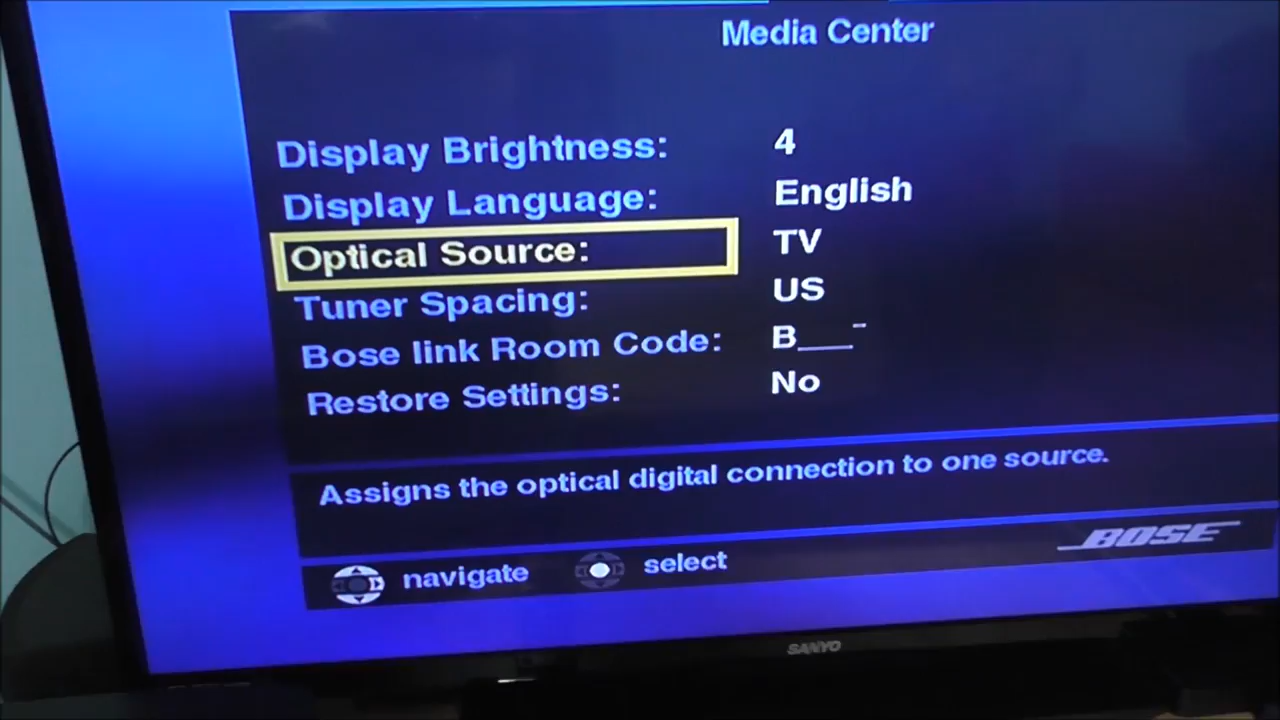 Media Center
Display Brightness: 4
Display Language: English
Optical Source: TV
Tuner Spacing: US
Bose link Room Code: B___-
Restore Settings: No
Assigns the optical digital connection to one source.
navigate select
BOSE
SANYO